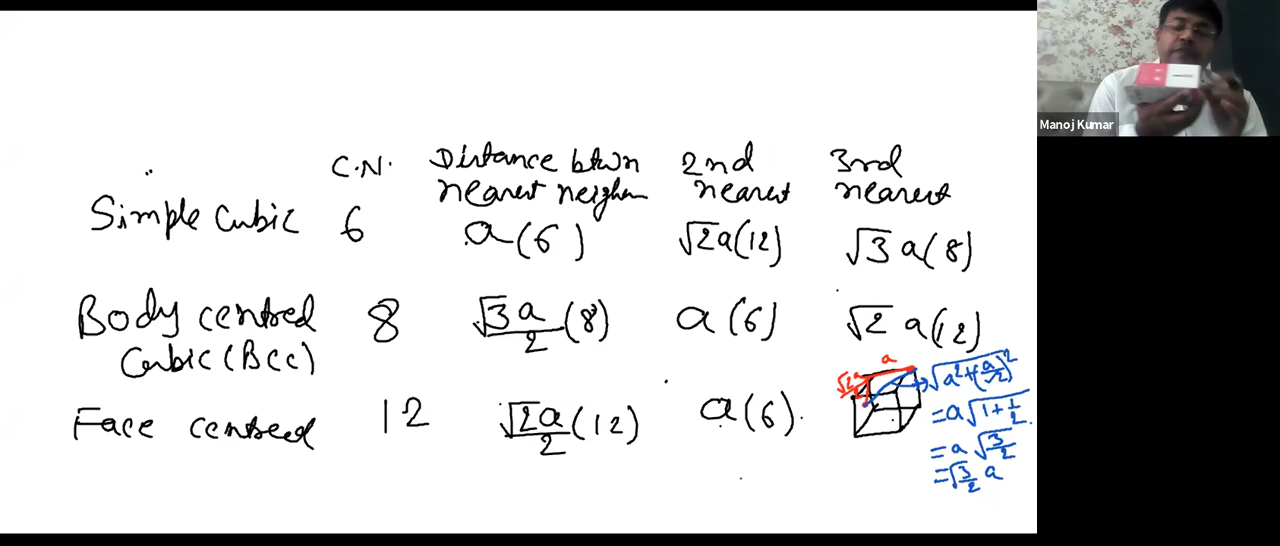 Manoj Kumar
C.N. Distance btwn 2nd 3rd
nearest neighbr nearest nearest
Simple Cubic 6 a(6) √2a(12) √3 a(8)
Body centred 8 √3a/2 (8) a(6) √2 a(12)
Cubic (BCC)
a
√2a/2 √a²+(a/√2)²
Face centred 12 √2a/2 (12) a(6).
= a√1+1/2
= a√3/2
= √3/2 a